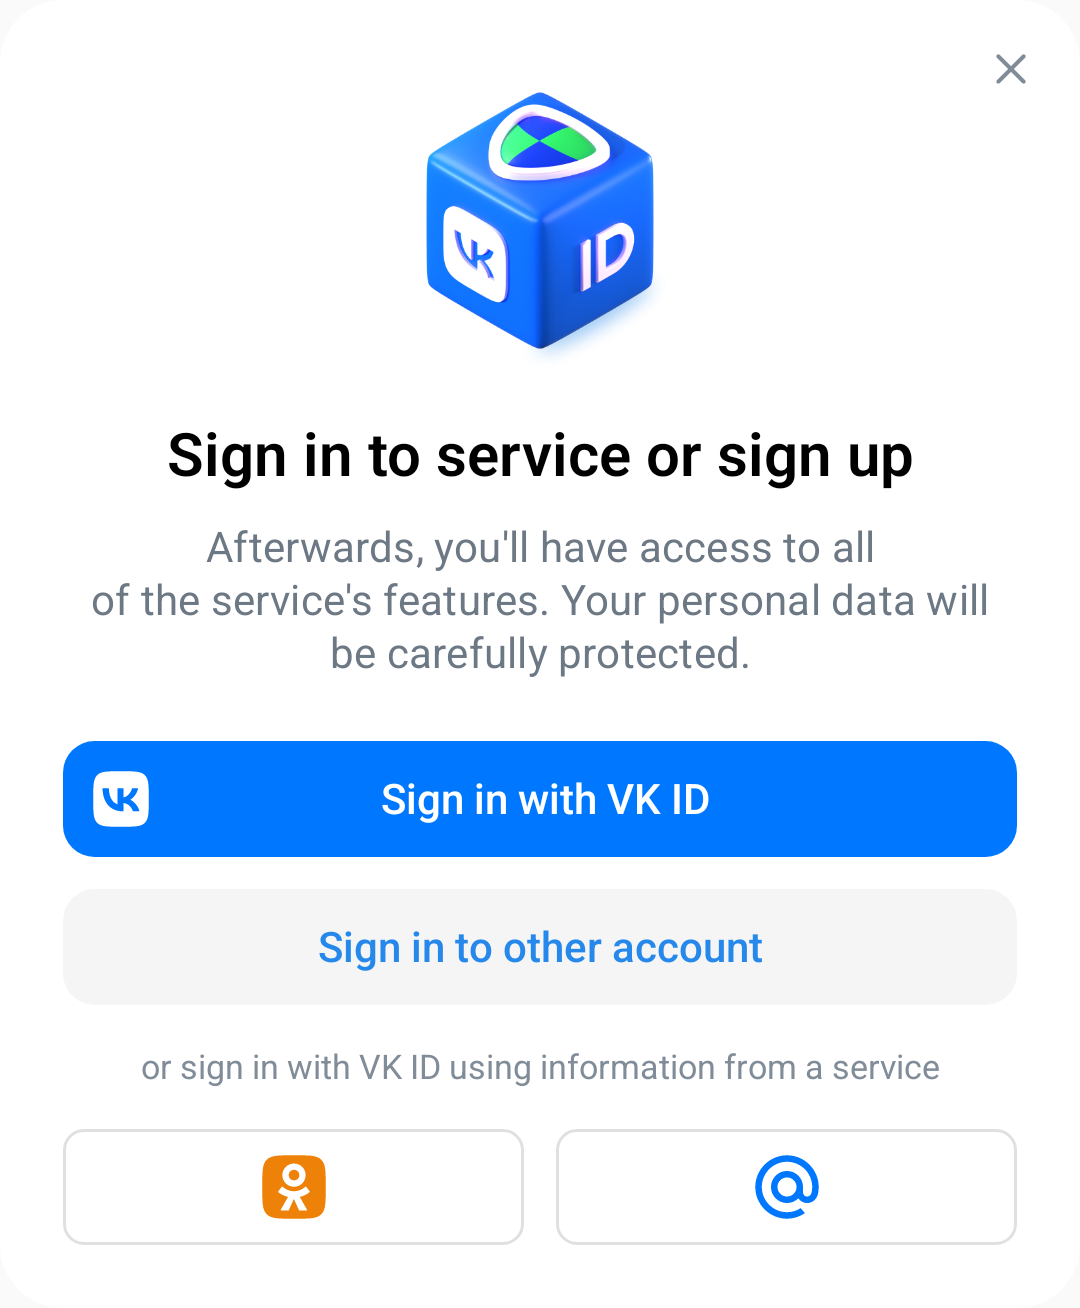 VK
ID
Sign in to service or sign up
Afterwards, you'll have access to all
of the service's features. Your personal data will
be carefully protected.
VK
Sign in with VK ID
Sign in to other account
or sign in with VK ID using information from a service
@